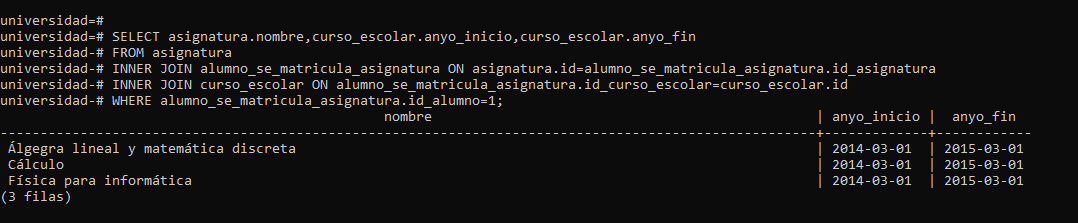 universidad=#
universidad=# SELECT asignatura.nombre,curso_escolar.anyo_inicio,curso_escolar.anyo_fin
universidad-# FROM asignatura
universidad-# INNER JOIN alumno_se_matricula_asignatura ON asignatura.id=alumno_se_matricula_asignatura.id_asignatura
universidad-# INNER JOIN curso_escolar ON alumno_se_matricula_asignatura.id_curso_escolar=curso_escolar.id
universidad-# WHERE alumno_se_matricula_asignatura.id_alumno=1;
nombre | anyo_inicio | anyo_fin
------------------------------------------------------------------------------------------------------+-------------+------------
Álgegra lineal y matemática discreta | 2014-03-01 | 2015-03-01
Cálculo | 2014-03-01 | 2015-03-01
Física para informática | 2014-03-01 | 2015-03-01
(3 filas)